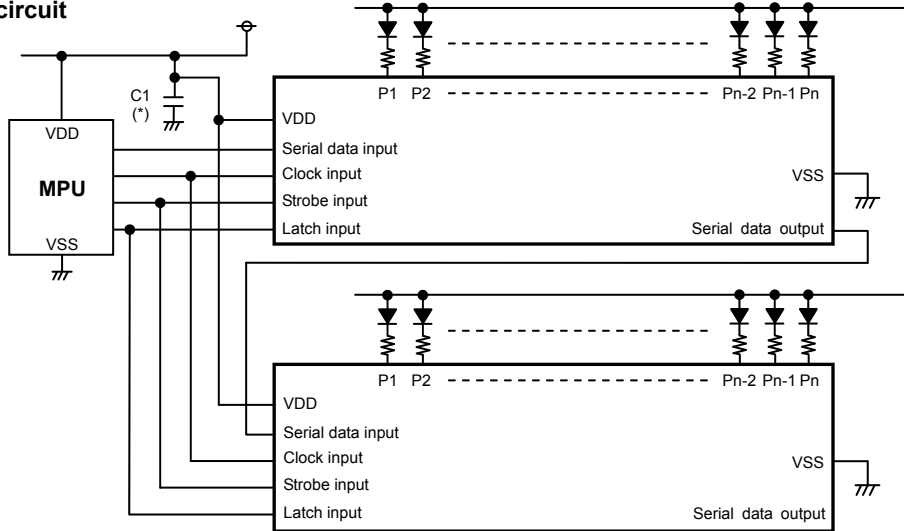 circuit
C1
(*)
P1 P2 Pn-2 Pn-1 Pn
VDD
MPU
VSS
VDD
Serial data input
Clock input
Strobe input
Latch input
VSS
Serial data output
P1 P2 Pn-2 Pn-1 Pn
VDD
Serial data input
Clock input
Strobe input
Latch input
VSS
Serial data output